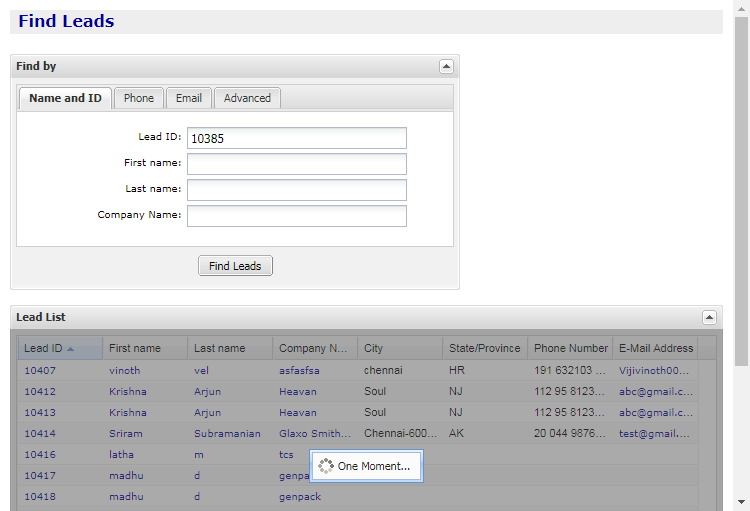 Find Leads
Find by
Name and ID Phone Email Advanced
Lead ID: 10385
First name:
Last name:
Company Name:
Find Leads
Lead List
Lead ID First name Last name Company N... City State/Province Phone Number E-Mail Address
10407 vinoth vel asfasfsa chennai HR 191 632103 ... Vijivinoth00...
10412 Krishna Arjun Heavan Soul NJ 112 95 8123... abc@gmail.c...
10413 Krishna Arjun Heavan Soul NJ 112 95 8123... abc@gmail.c...
10414 Sriram Subramanian Glaxo Smith... Chennai-600... AK 20 044 9876... test@gmail....
10416 latha m tcs
One Moment...
10417 madhu d genpa
10418 madhu d genpack